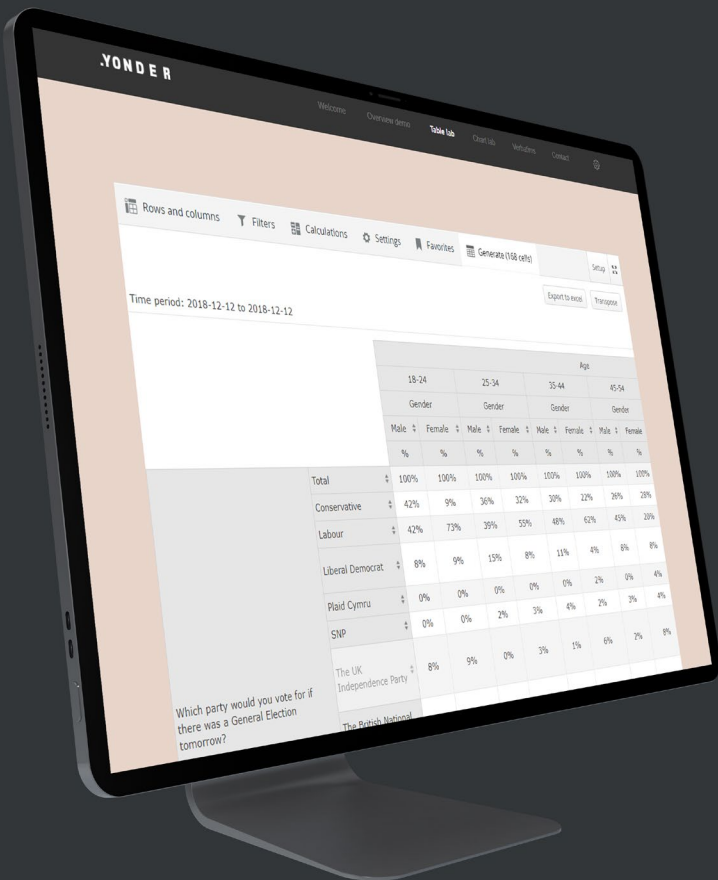 .YONDER
Welcome Overview demo Table lab Chart lab Verbatims Contact
Rows and columns Filters Calculations Settings Favorites Generate (168 cells) Setup
Export to excel Transpose
Time period: 2018-12-12 to 2018-12-12
Age
18-24 25-34 35-44 45-54
Gender Gender Gender Gender
Male Female Male Female Male Female Male Female
% % % % % % % %
Total 100% 100% 100% 100% 100% 100% 100% 100%
Conservative 42% 9% 36% 32% 30% 22% 26% 28%
Labour 42% 73% 39% 55% 48% 62% 45% 28%
Liberal Democrat 8% 9% 15% 8% 11% 4% 8% 8%
Plaid Cymru 0% 0% 0% 0% 0% 2% 0% 4%
SNP 0% 0% 2% 3% 4% 2% 3% 4%
The UK
Independence Party 8% 9% 0% 3% 1% 6% 2% 8%
Which party would you vote for if
there was a General Election
tomorrow?
The British National